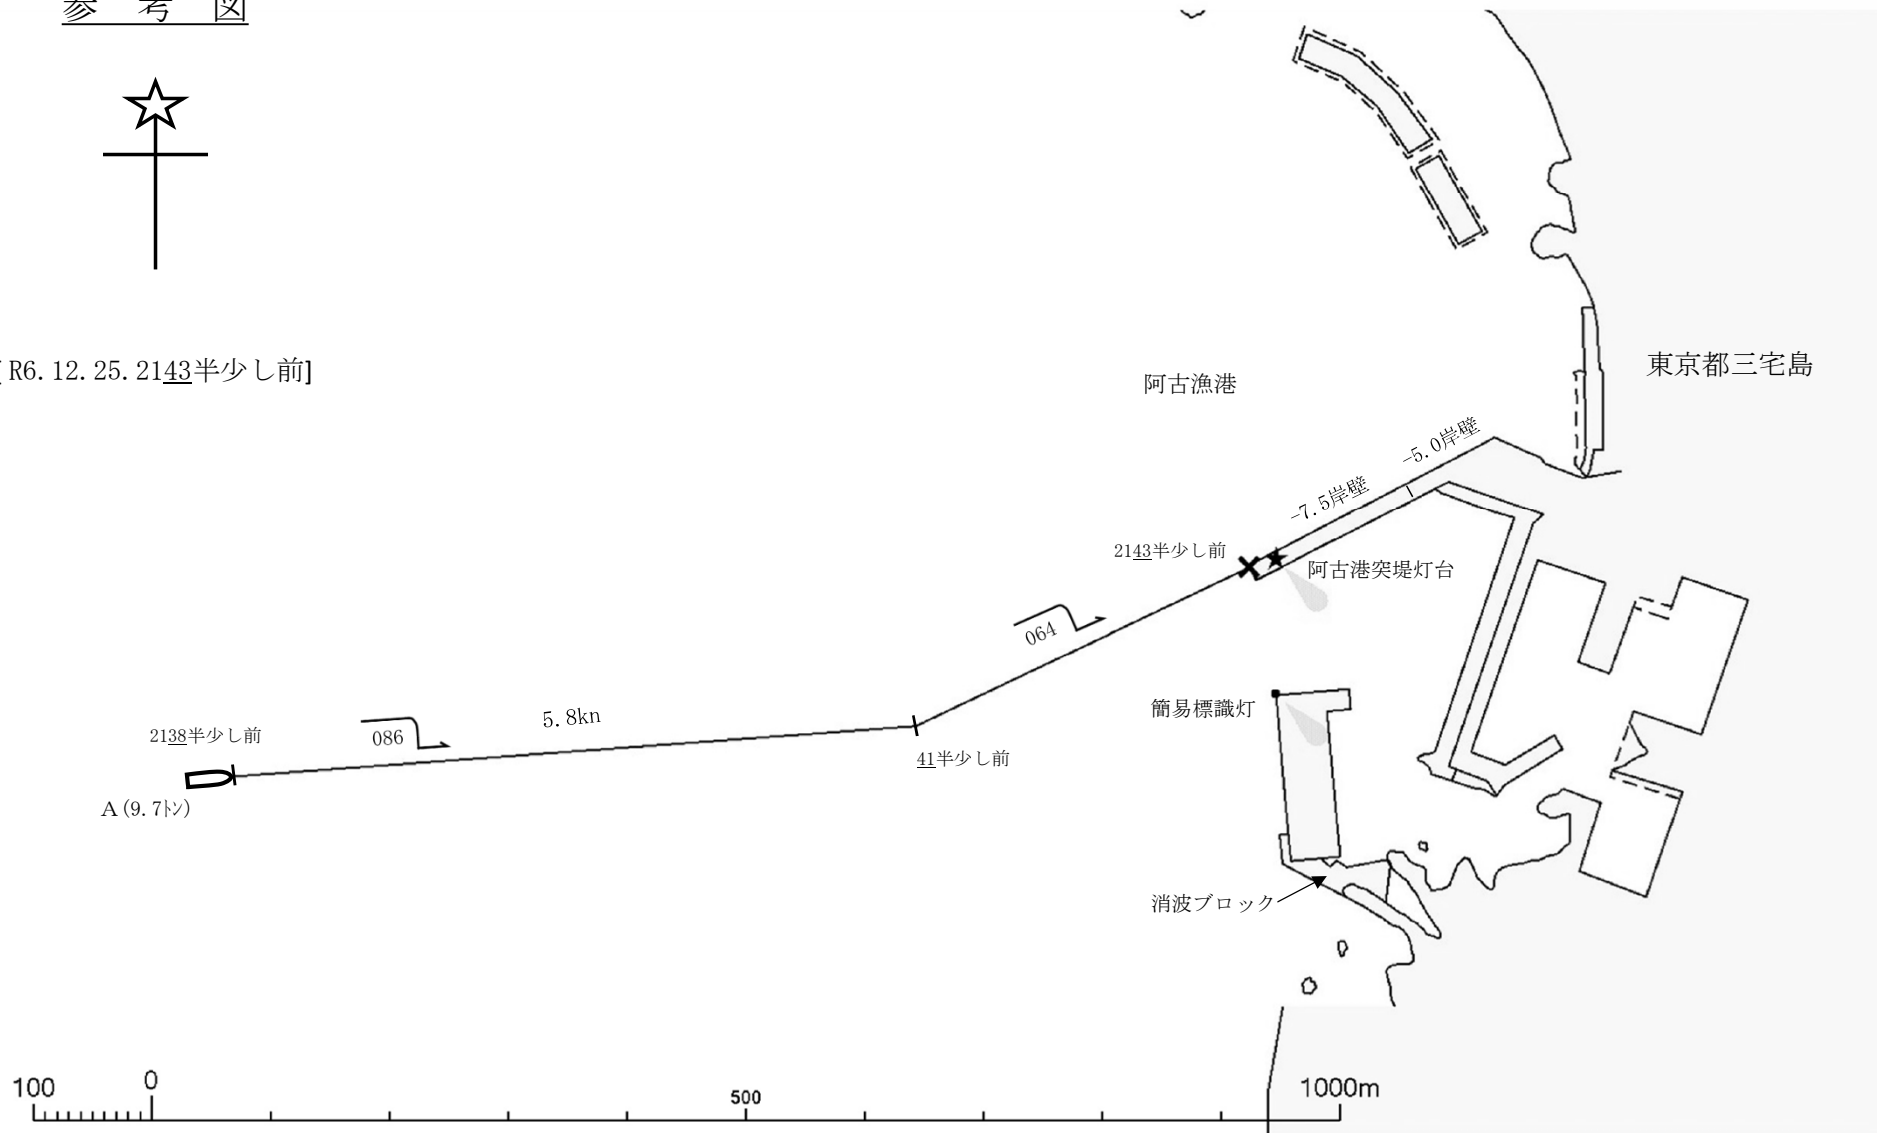 参　考　図
[R6.12.25.2143半少し前]
東京都三宅島
阿古漁港
-5.0岸壁
-7.5岸壁
2143半少し前
阿古港突堤灯台
064
簡易標識灯
5.8kn
2138半少し前
086
41半少し前
A(9.7㌧)
消波ブロック
100
0
500
1000m